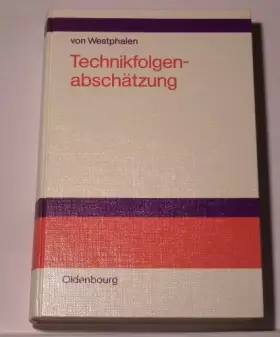 von Westphalen
Technikfolgen-
abschätzung
Oldenbourg